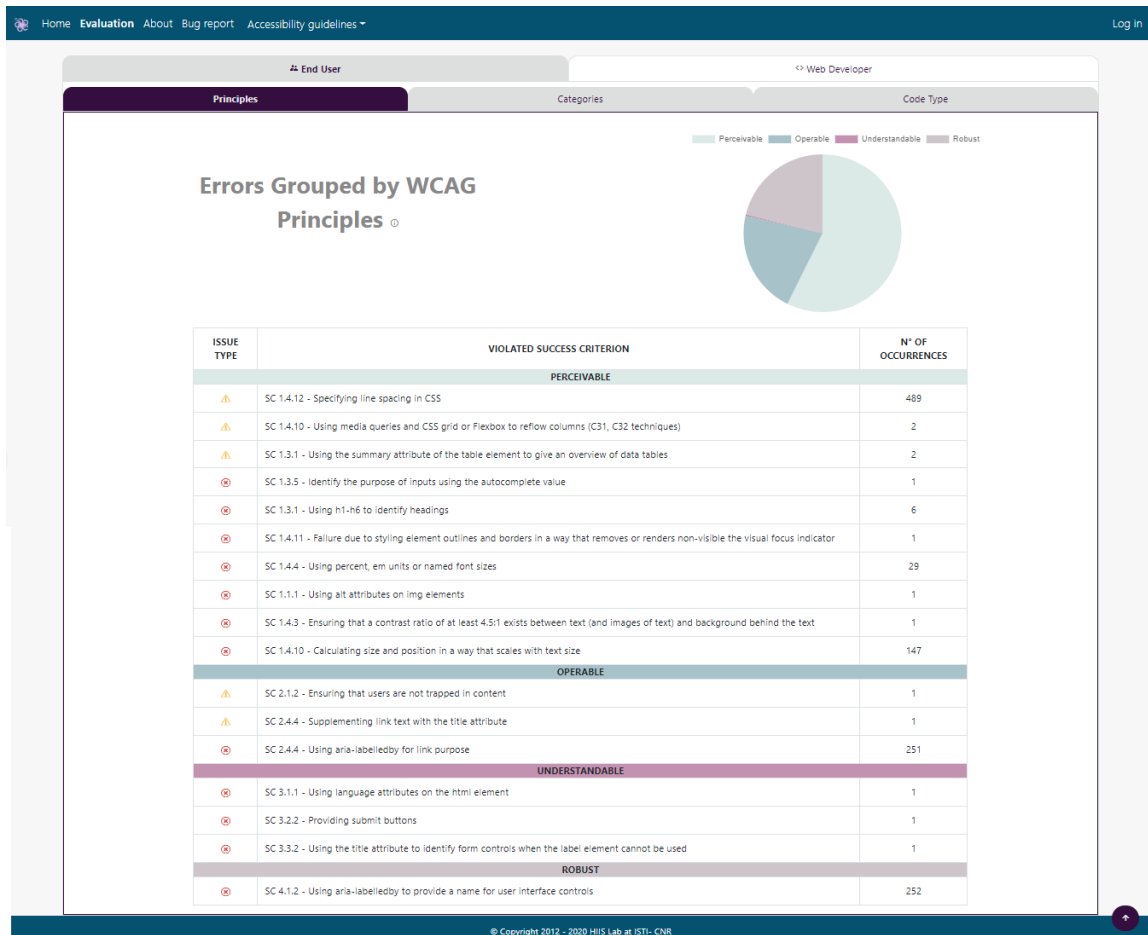 Home Evaluation About Bug report Accessibility guidelines Log in
End User
<> Web Developer
Principles Categories Code Type
Perceivable Operable Understandable Robust
Errors Grouped by WCAG
Principles
ISSUE TYPE VIOLATED SUCCESS CRITERION N° OF OCCURRENCES
PERCEIVABLE
SC 1.4.12 - Specifying line spacing in CSS 489
SC 1.4.10 - Using media queries and CSS grid or Flexbox to reflow columns (C31, C32 techniques) 2
SC 1.3.1 - Using the summary attribute of the table element to give an overview of data tables 2
SC 1.3.5 - Identify the purpose of inputs using the autocomplete value 1
SC 1.3.1 - Using h1-h6 to identify headings 6
SC 1.4.11 - Failure due to styling element outlines and borders in a way that removes or renders non-visible the visual focus indicator 1
SC 1.4.4 - Using percent, em units or named font sizes 29
SC 1.1.1 - Using alt attributes on img elements 1
SC 1.4.3 - Ensuring that a contrast ratio of at least 4.5:1 exists between text (and images of text) and background behind the text 1
SC 1.4.10 - Calculating size and position in a way that scales with text size 147
OPERABLE
SC 2.1.2 - Ensuring that users are not trapped in content 1
SC 2.4.4 - Supplementing link text with the title attribute 1
SC 2.4.4 - Using aria-labelledby for link purpose 251
UNDERSTANDABLE
SC 3.1.1 - Using language attributes on the html element 1
SC 3.2.2 - Providing submit buttons 1
SC 3.3.2 - Using the title attribute to identify form controls when the label element cannot be used 1
ROBUST
SC 4.1.2 - Using aria-labelledby to provide a name for user interface controls 252
© Copyright 2012 - 2020 HIIS Lab at ISTI- CNR